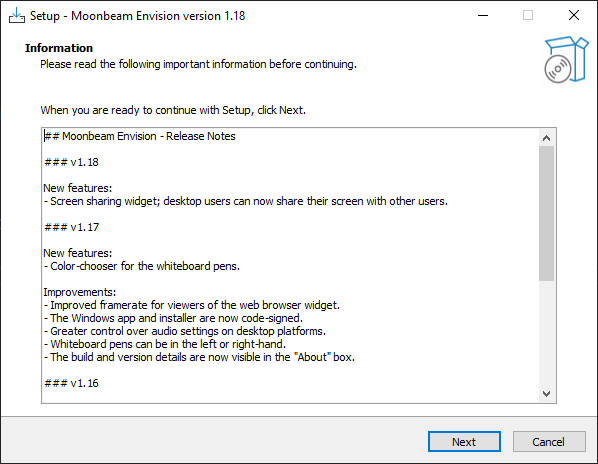 Setup - Moonbeam Envision version 1.18
Information
Please read the following important information before continuing.
When you are ready to continue with Setup, click Next.
## Moonbeam Envision - Release Notes
### v1.18
New features:
- Screen sharing widget; desktop users can now share their screen with other users.
### v1.17
New features:
- Color-chooser for the whiteboard pens.
Improvements:
- Improved framerate for viewers of the web browser widget.
- The Windows app and installer are now code-signed.
- Greater control over audio settings on desktop platforms.
- Whiteboard pens can be in the left or right-hand.
- The build and version details are now visible in the "About" box.
### v1.16
Next
Cancel